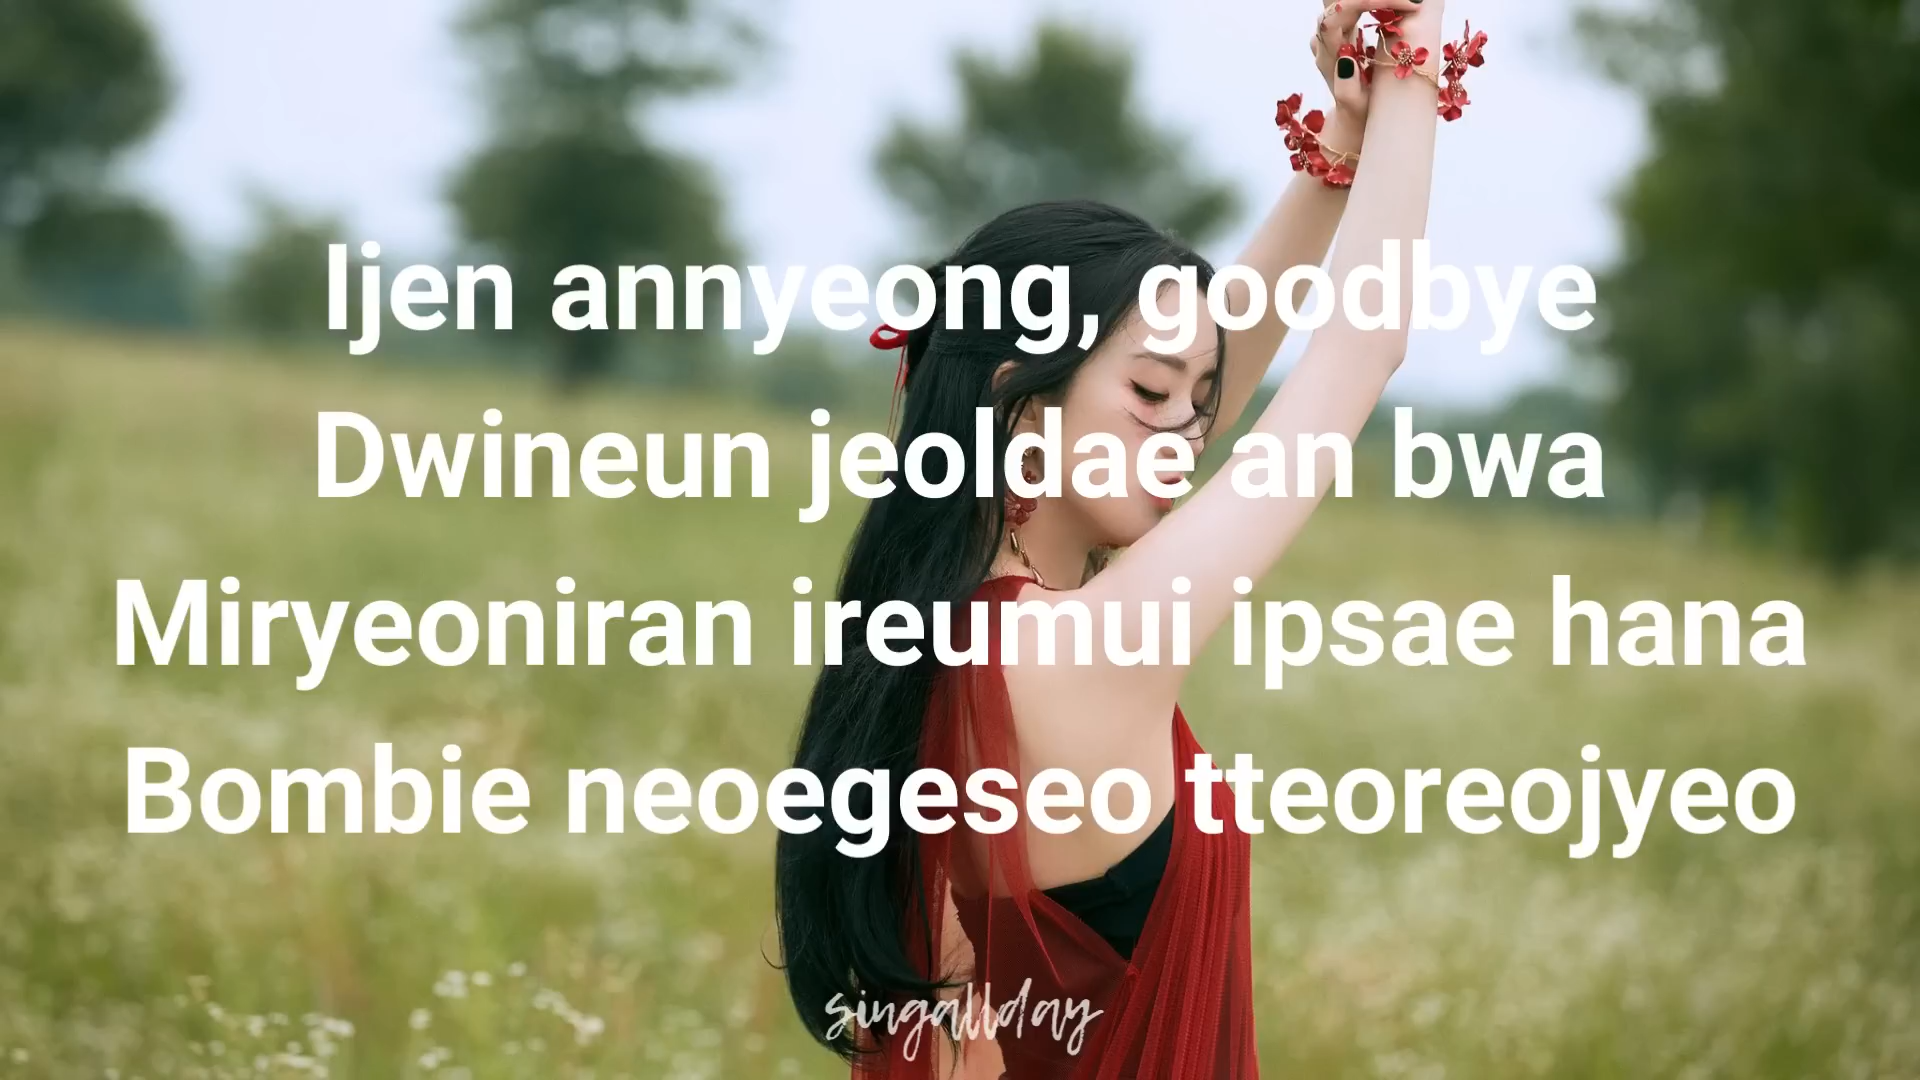 Ijen annyeong, goodbye
Dwineun jeoldae an bwa
Miryeoniran ireumui ipsae hana
Bombie neoegeseo tteoreojyeo
singallday